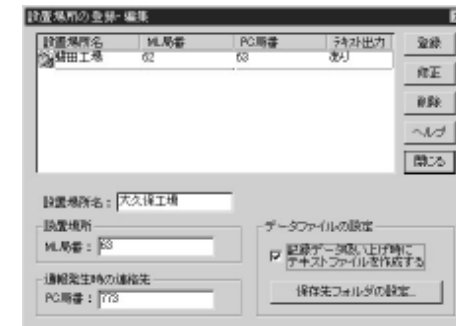 設置場所の登録・編集
設置場所名 ML局番 PC局番 テキスト出力
工場 62 63 あり
登録
修正
削除
ヘルプ
閉じる
設置場所名： 大久保工場
設置場所
ML局番： 63
通報発生時の連絡先
PC局番： 773
データファイルの設定
記録データ吸い上げ時に
テキストファイルを作成する
保存先フォルダの設定...